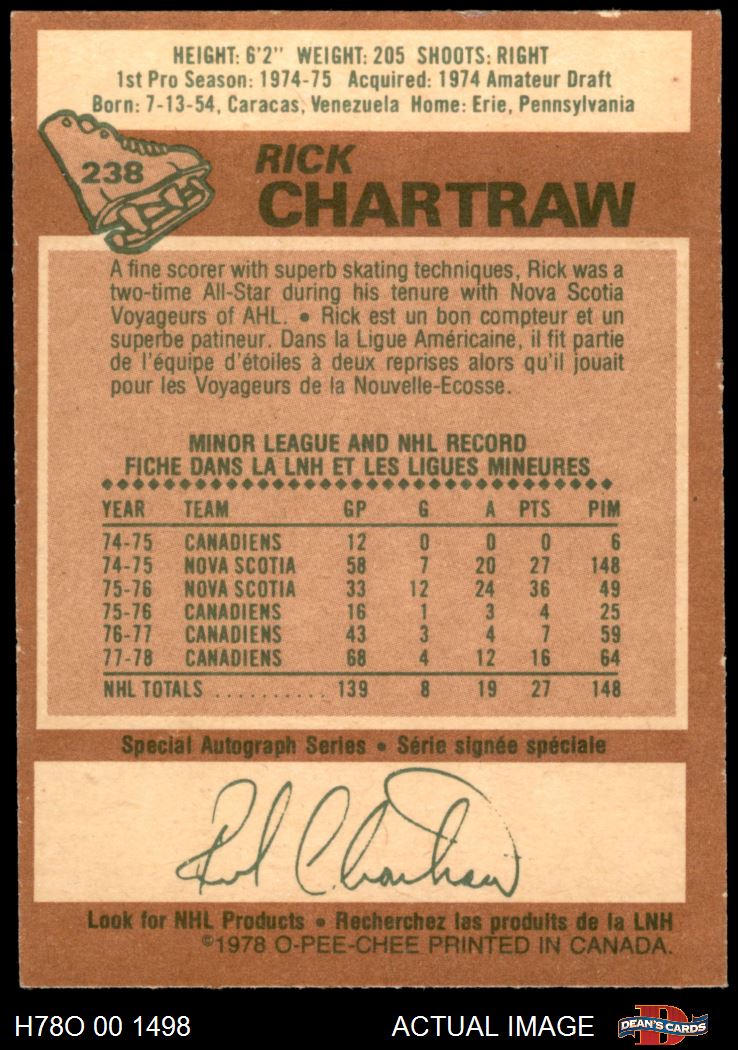 HEIGHT: 6'2" WEIGHT: 205 SHOOTS: RIGHT
1st Pro Season: 1974-75 Acquired: 1974 Amateur Draft
Born: 7-13-54, Caracas, Venezuela Home: Erie, Pennsylvania
238
RICK
CHARTRAW
A fine scorer with superb skating techniques, Rick was a
two-time All-Star during his tenure with Nova Scotia
Voyageurs of AHL. • Rick est un bon compteur et un
superbe patineur. Dans la Ligue Américaine, il fit partie
de l'équipe d'étoiles à deux reprises alors qu'il jouait
pour les Voyageurs de la Nouvelle-Ecosse.
MINOR LEAGUE AND NHL RECORD
FICHE DANS LA LNH ET LES LIGUES MINEURES
YEAR TEAM GP G A PTS PIM
74-75 CANADIENS 12 0 0 0 6
74-75 NOVA SCOTIA 58 7 20 27 148
75-76 NOVA SCOTIA 33 12 24 36 49
75-76 CANADIENS 16 1 3 4 25
76-77 CANADIENS 43 3 4 7 59
77-78 CANADIENS 68 4 12 16 64
NHL TOTALS .......... 139 8 19 27 148
Special Autograph Series • Série signée spéciale
Rick Chartraw
Look for NHL Products • Recherchez las produits de la LNH
©1978 O-PEE-CHEE PRINTED IN CANADA.
H78O 00 1498 ACTUAL IMAGE
D
DEAN'S CARDS